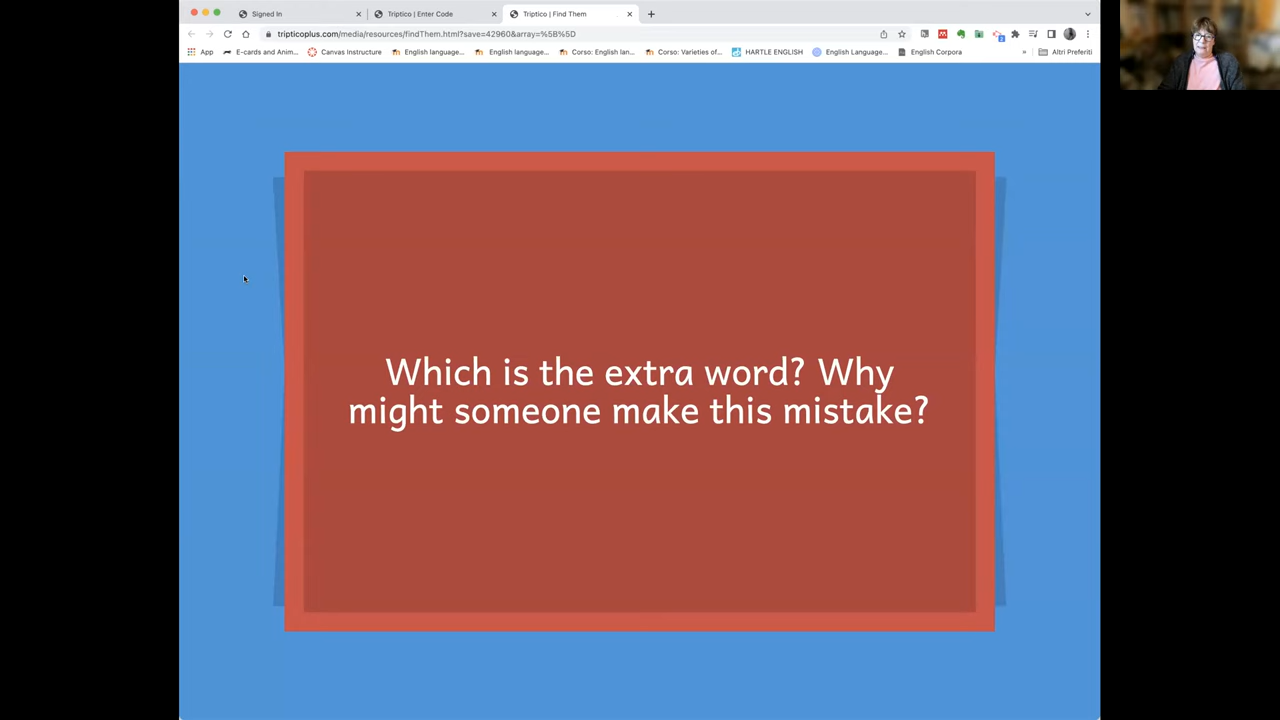 Signed In
Triptico | Enter Code
Triptico | Find Them
tripticoplus.com/media/resources/findThem.html?save=42960&array=%5B%5D
App E-cards and Anim... Canvas Instructure English language... English language... Corso: English lan... Corso: Varieties of... HARTLE ENGLISH English Language... English Corpora » Altri Preferiti
Which is the extra word? Why
might someone make this mistake?